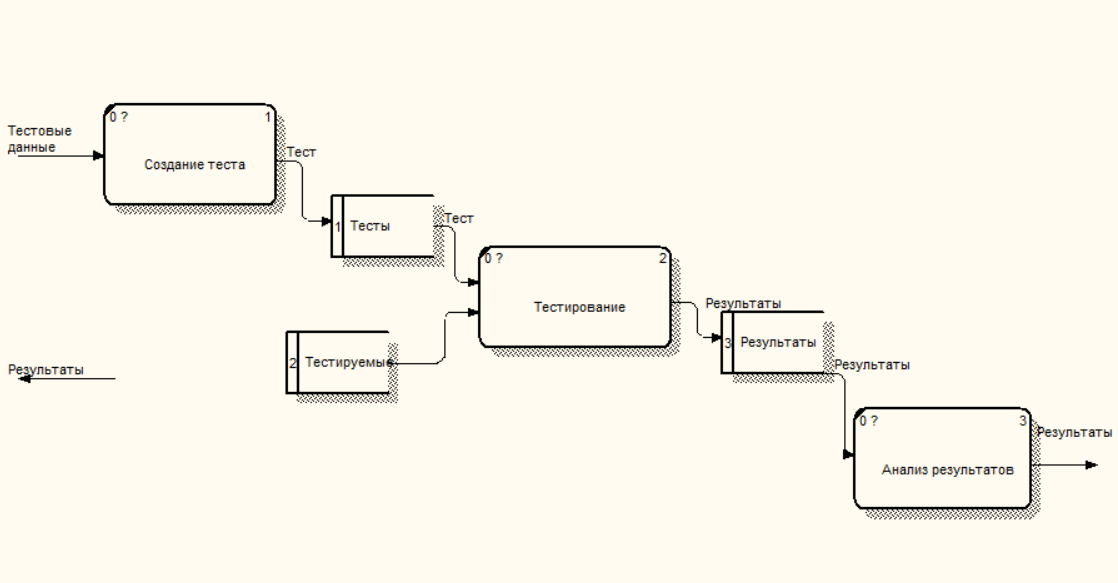 0 ? 1
Тестовые
данные
Создание теста
Тест
1 Тесты
Тест
0 ? 2
Тестирование
Результаты
3 Результаты
2 Тестируемые
Результаты
Результаты
0 ? 3
Результаты
Анализ результатов